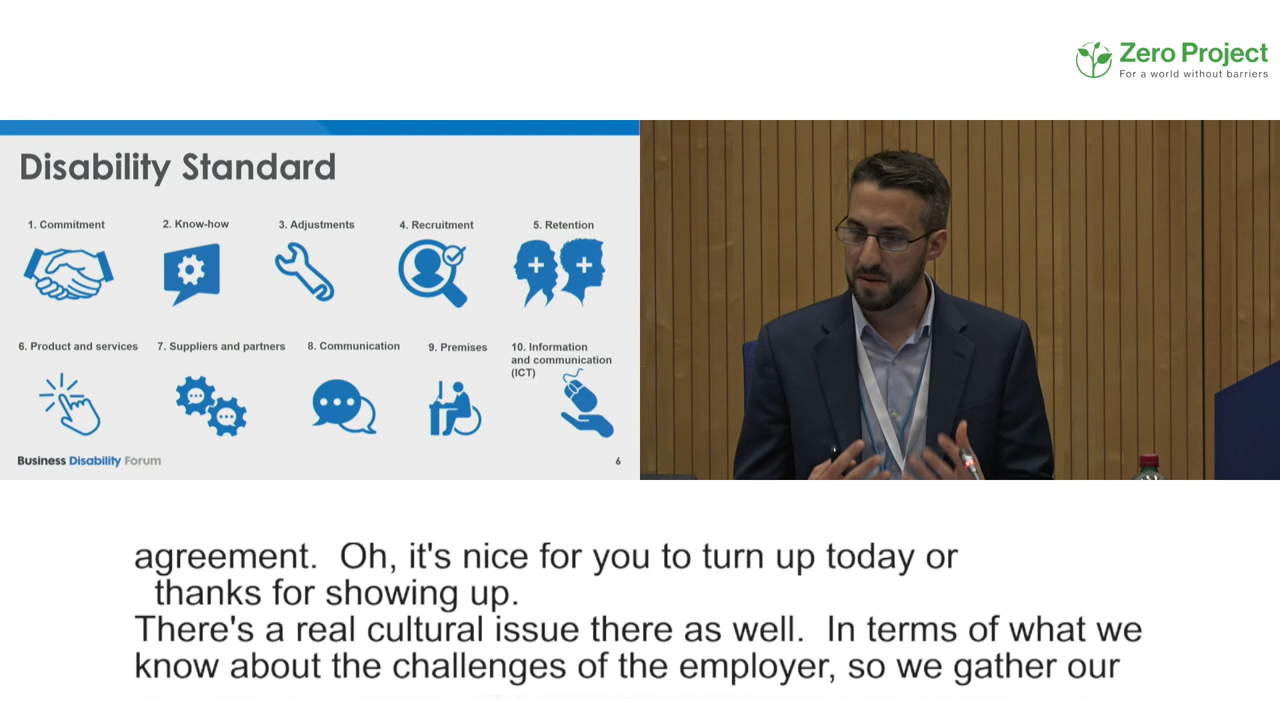 Zero Project
For a world without barriers
Disability Standard
1. Commitment
2. Know-how
3. Adjustments
4. Recruitment
5. Retention
6. Product and services
7. Suppliers and partners
8. Communication
9. Premises
10. Information
and communication
(ICT)
Business Disability Forum
6
agreement.  Oh, it's nice for you to turn up today or
thanks for showing up.
There's a real cultural issue there as well.  In terms of what we
know about the challenges of the employer, so we gather our